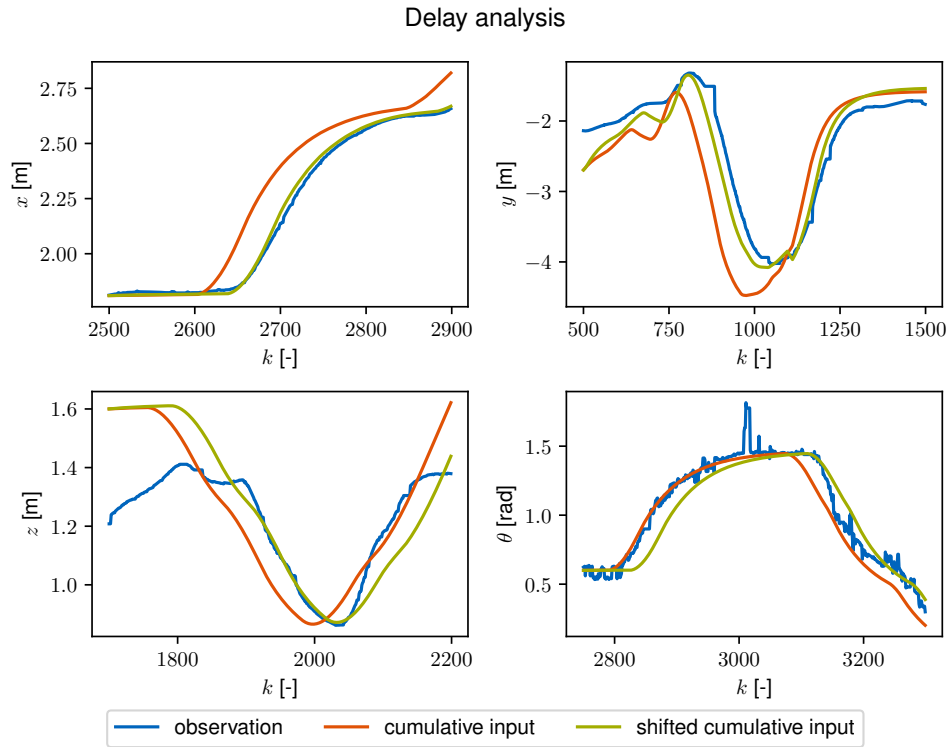 Delay analysis
x [m]
2.75
2.50
2.25
2.00
2500 2600 2700 2800 2900
k [-]
y [m]
−2
−3
−4
500 750 1000 1250 1500
k [-]
z [m]
1.6
1.4
1.2
1.0
1800 2000 2200
k [-]
θ [rad]
1.5
1.0
0.5
2800 3000 3200
k [-]
observation cumulative input shifted cumulative input